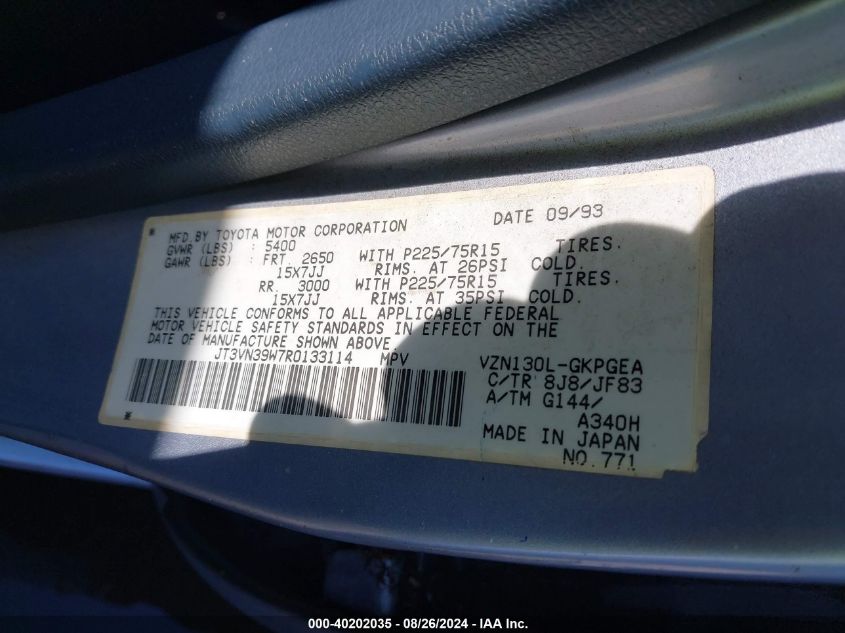 MFD.BY TOYOTA MOTOR CORPORATION DATE 09/93
GVWR (LBS) : 5400
GAWR (LBS) : FRT. 2650 WITH P225/75R15 TIRES.
15X7JJ RIMS. AT 26PSI COLD.
RR. 3000 WITH P225/75R15 TIRES.
15X7JJ RIMS. AT 35PSI COLD.
THIS VEHICLE CONFORMS TO ALL APPLICABLE FEDERAL
MOTOR VEHICLE SAFETY STANDARDS IN EFFECT ON THE
DATE OF MANUFACTURE SHOWN ABOVE.
JT3VN39W7R0133114 MPV VZN130L-GKPGEA
C/TR 8J8/JF83
A/TM G144/
A340H
MADE IN JAPAN
NO.771
000-40202035 - 08/26/2024 - IAA Inc.